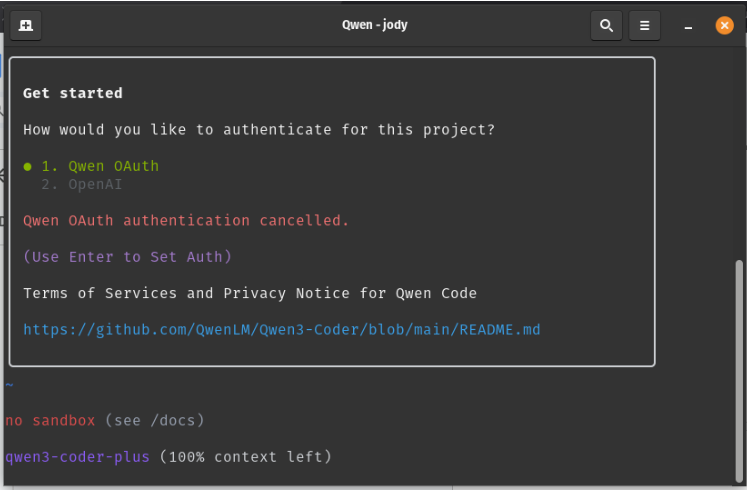 Qwen - jody
Get started
How would you like to authenticate for this project?
● 1. Qwen OAuth
2. OpenAI
Qwen OAuth authentication cancelled.
(Use Enter to Set Auth)
Terms of Services and Privacy Notice for Qwen Code
https://github.com/QwenLM/Qwen3-Coder/blob/main/README.md
~
no sandbox (see /docs)
qwen3-coder-plus (100% context left)